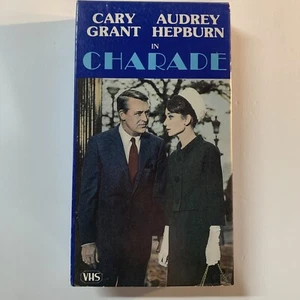 CARY AUDREY
GRANT HEPBURN
IN
CHARADE
VHS